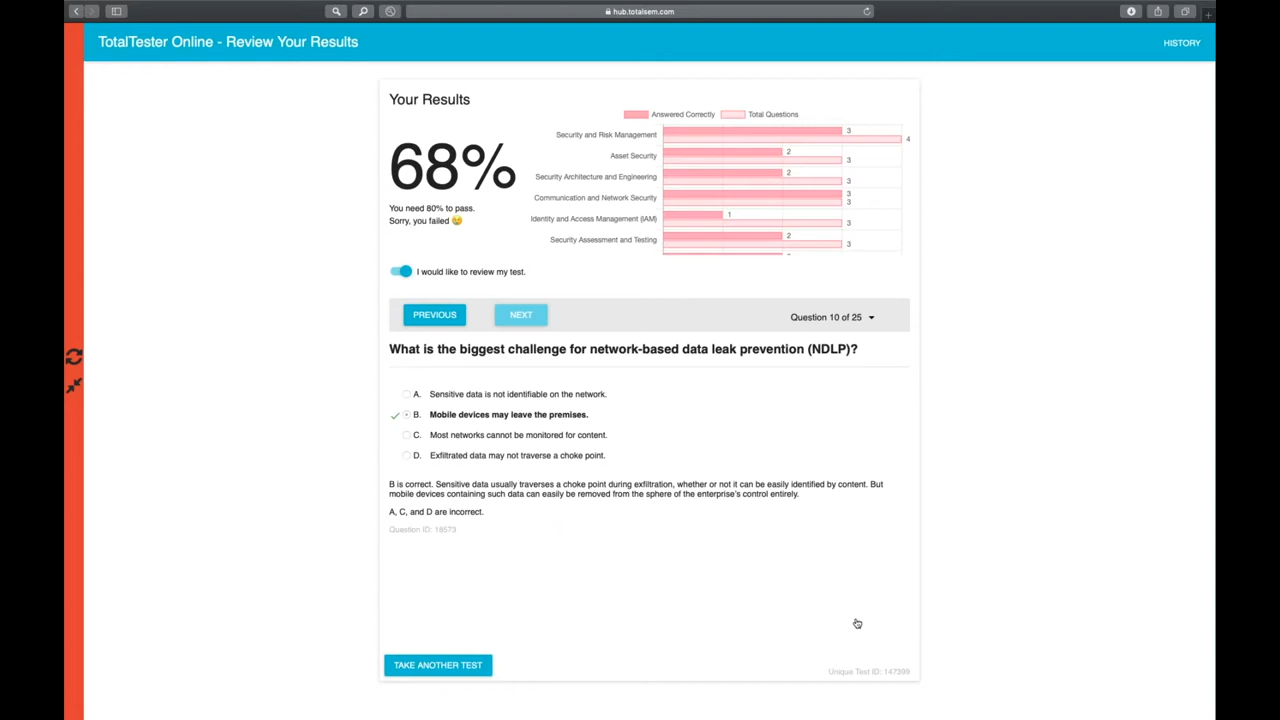 hub.totalsem.com
TotalTester Online - Review Your Results
HISTORY
Your Results
Answered Correctly
Total Questions
68%
You need 80% to pass.
Sorry, you failed
Security and Risk Management
3
4
Asset Security
2
3
Security Architecture and Engineering
2
3
Communication and Network Security
3
3
Identity and Access Management (IAM)
1
3
Security Assessment and Testing
2
3
I would like to review my test.
PREVIOUS
NEXT
Question 10 of 25
What is the biggest challenge for network-based data leak prevention (NDLP)?
A. Sensitive data is not identifiable on the network.
B. Mobile devices may leave the premises.
C. Most networks cannot be monitored for content.
D. Exfiltrated data may not traverse a choke point.
B is correct. Sensitive data usually traverses a choke point during exfiltration, whether or not it can be easily identified by content. But
mobile devices containing such data can easily be removed from the sphere of the enterprise's control entirely.
A, C, and D are incorrect.
Question ID: 18573
TAKE ANOTHER TEST
Unique Test ID: 147399